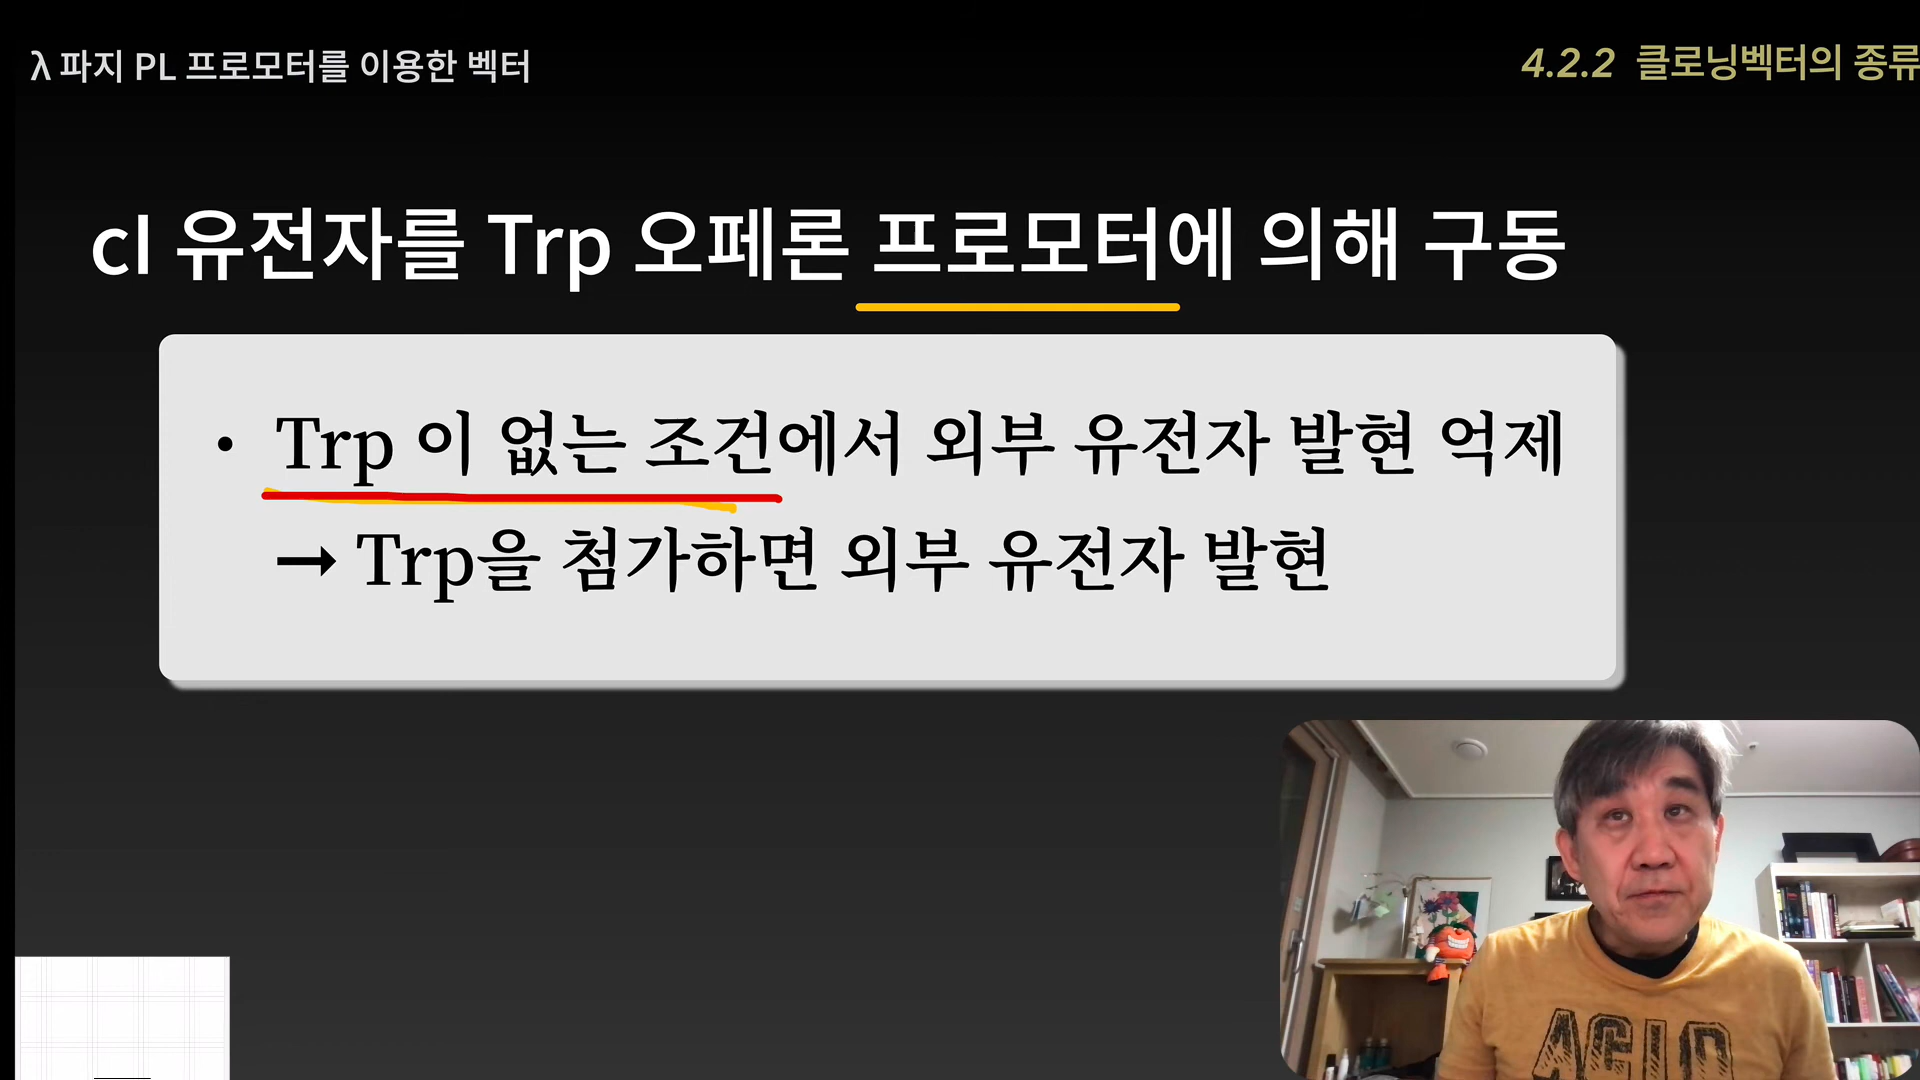 λ 파지 PL 프로모터를 이용한 벡터
4.2.2 클로닝벡터의 종류
cI 유전자를 Trp 오페론 프로모터에 의해 구동
• Trp 이 없는 조건에서 외부 유전자 발현 억제
→ Trp을 첨가하면 외부 유전자 발현
ACID